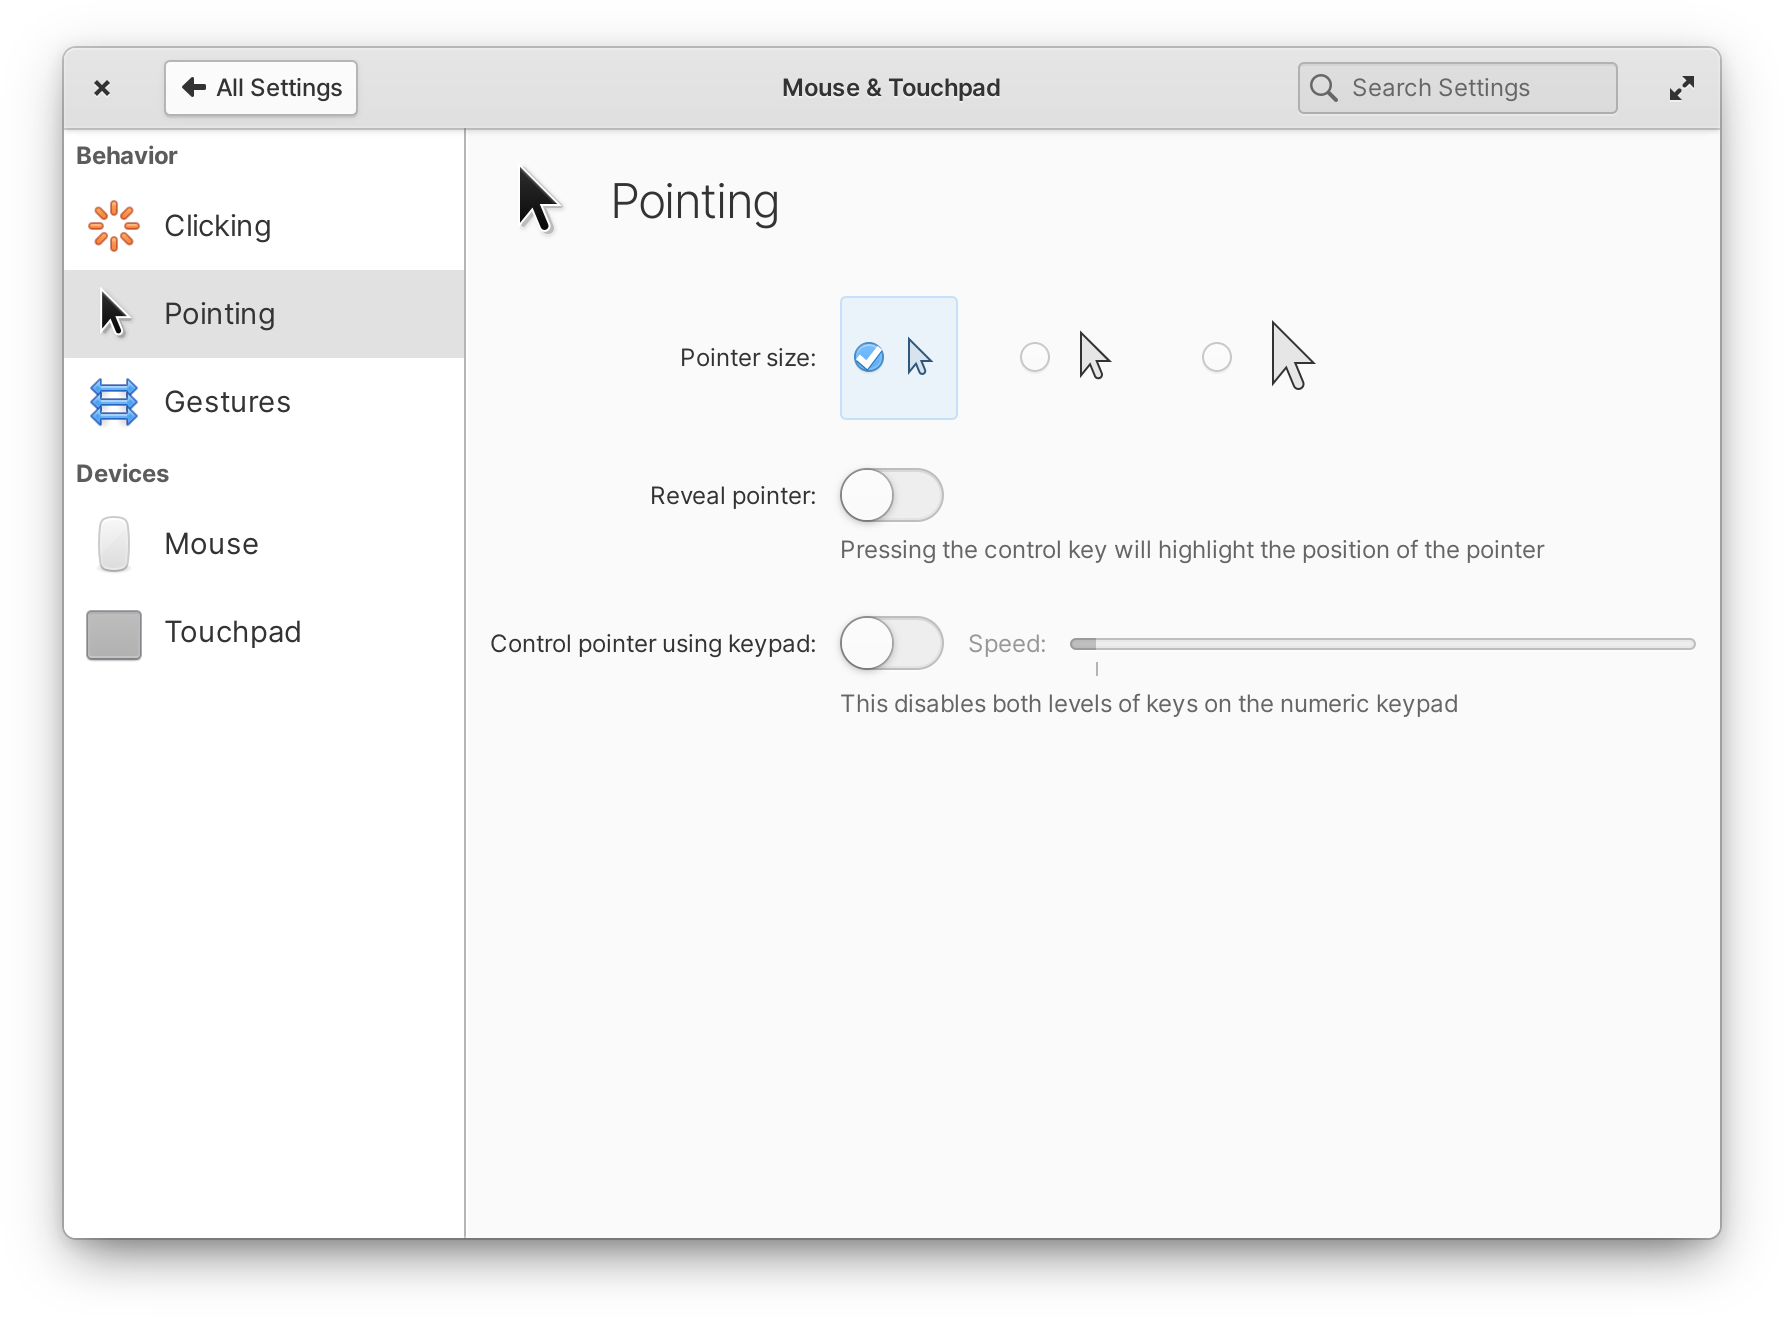 All Settings
Mouse & Touchpad
Search Settings
Behavior
Clicking
Pointing
Gestures
Devices
Mouse
Touchpad
Pointing
Pointer size:
Reveal pointer:
Pressing the control key will highlight the position of the pointer
Control pointer using keypad:
Speed:
This disables both levels of keys on the numeric keypad